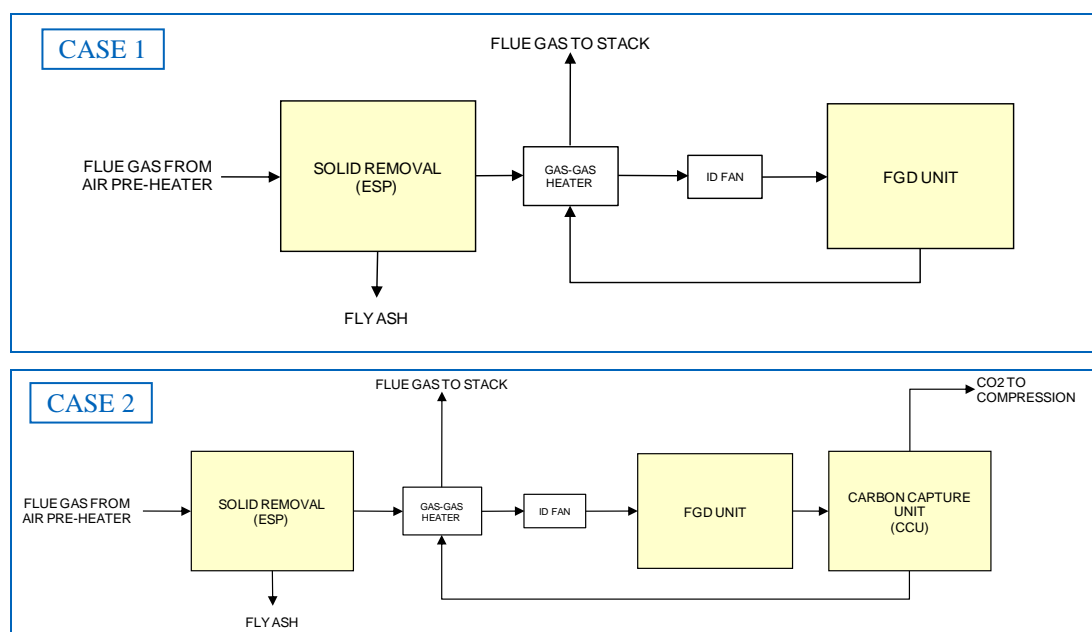 CASE 1
FLUE GAS TO STACK
FLUE GAS FROM
AIR PRE-HEATER
SOLID REMOVAL
(ESP)
GAS-GAS
HEATER
ID FAN
FGD UNIT
FLY ASH
CASE 2
FLUE GAS TO STACK
CO2 TO
COMPRESSION
FLUE GAS FROM
AIR PRE-HEATER
SOLID REMOVAL
(ESP)
GAS-GAS
HEATER
ID FAN
FGD UNIT
CARBON CAPTURE
UNIT
(CCU)
FLY ASH